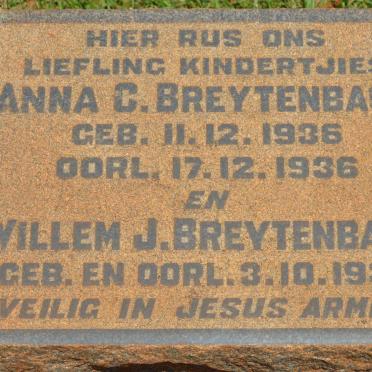 HIER RUS ONS
LIEFLING KINDERTJIES
ANNA C. BREYTENBA
GEB. 11. 12. 1936
OORL. 17. 12. 1936
EN
WILLEM J. BREYTENBA
GEB. EN OORL. 3. 10. 19
VEILIG IN JESUS ARM